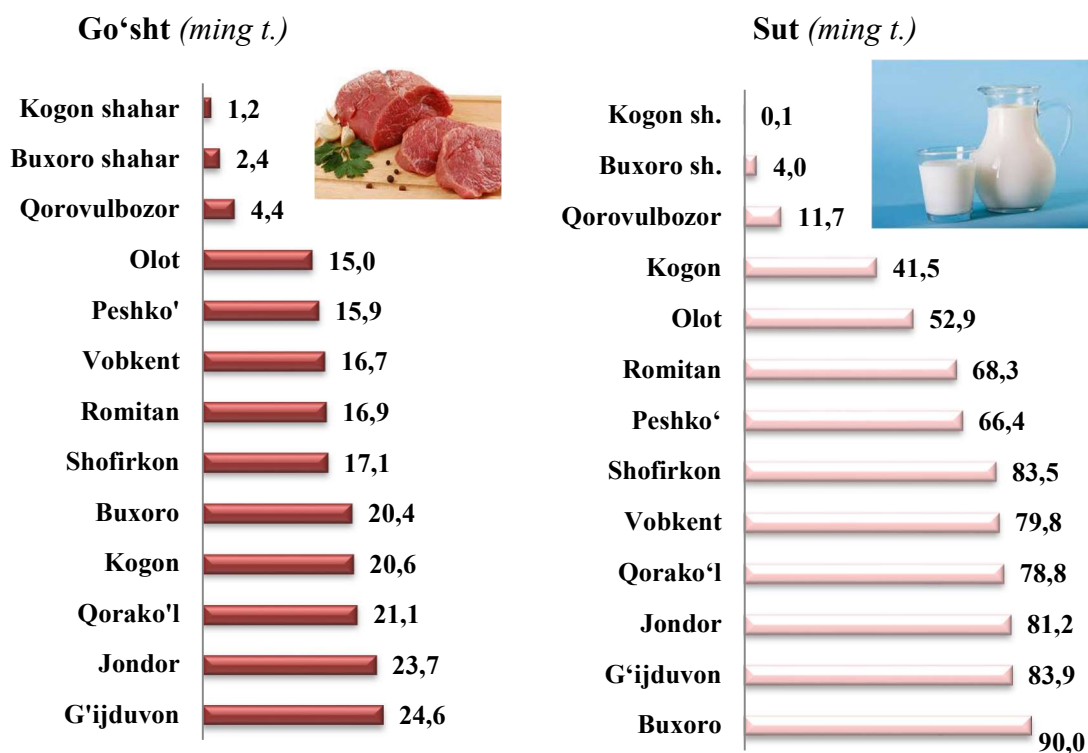 Go‘sht (ming t.)
Kogon shahar 1,2
Buxoro shahar 2,4
Qorovulbozor 4,4
Olot 15,0
Peshko' 15,9
Vobkent 16,7
Romitan 16,9
Shofirkon 17,1
Buxoro 20,4
Kogon 20,6
Qorako'l 21,1
Jondor 23,7
G'ijduvon 24,6
Sut (ming t.)
Kogon sh. 0,1
Buxoro sh. 4,0
Qorovulbozor 11,7
Kogon 41,5
Olot 52,9
Romitan 68,3
Peshko‘ 66,4
Shofirkon 83,5
Vobkent 79,8
Qorako‘l 78,8
Jondor 81,2
G‘ijduvon 83,9
Buxoro 90,0